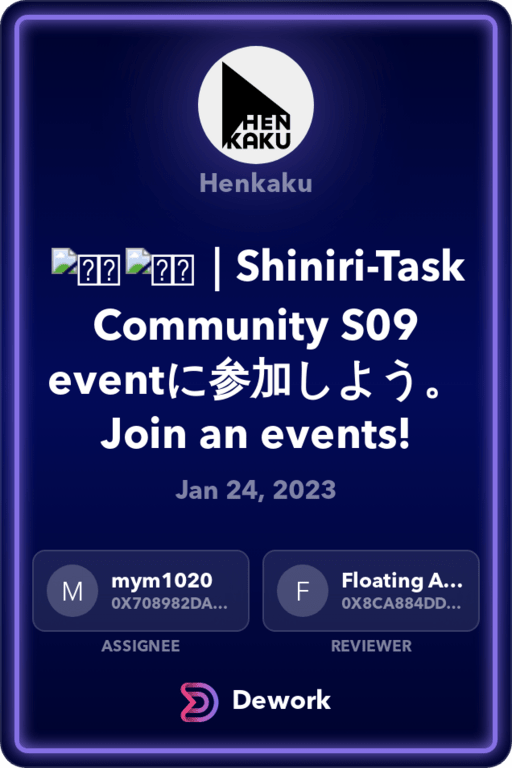 HEN
KAKU
Henkaku
| Shiniri-Task
Community S09
eventに参加しよう。
Join an events!
Jan 24, 2023
M
mym1020
0X708982DA...
F
Floating A...
0X8CA884DD...
ASSIGNEE
REVIEWER
Dework